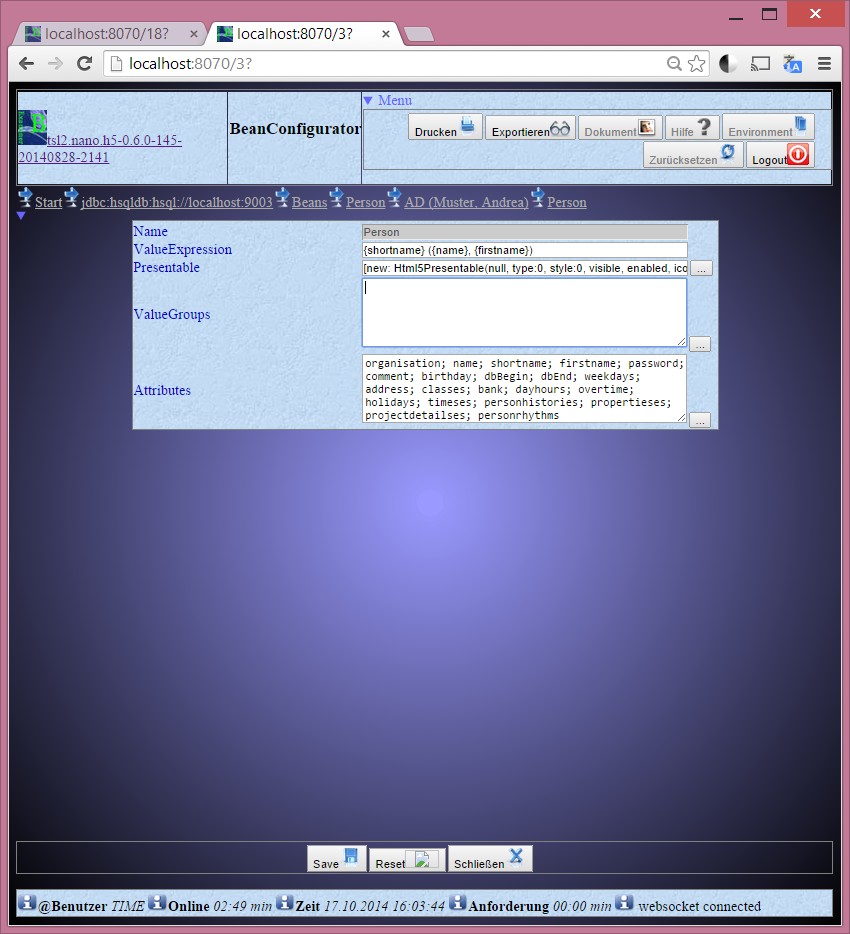 localhost:8070/18?
localhost:8070/3?
localhost:8070/3?
tsl2.nano.h5-0.6.0-145-
20140828-2141
BeanConfigurator
Menu
Drucken Exportieren Dokument Hilfe Environment
Zurücksetzen Logout
Start jdbc:hsqldb:hsql://localhost:9003 Beans Person AD (Muster, Andrea) Person
Name Person
ValueExpression {shortname} ({name}, {firstname})
Presentable [new: Html5Presentable(null, type:0, style:0, visible, enabled, ico ...
ValueGroups ...
Attributes
organisation; name; shortname; firstname; password;
comment; birthday; dbBegin; dbEnd; weekdays;
address; classes; bank; dayhours; overtime;
holidays; timeses; personhistories; propertieses;
projectdetailses; personrhythms
...
Save Reset Schließen
@Benutzer TIME Online 02:49 min Zeit 17.10.2014 16:03:44 Anforderung 00:00 min websocket connected